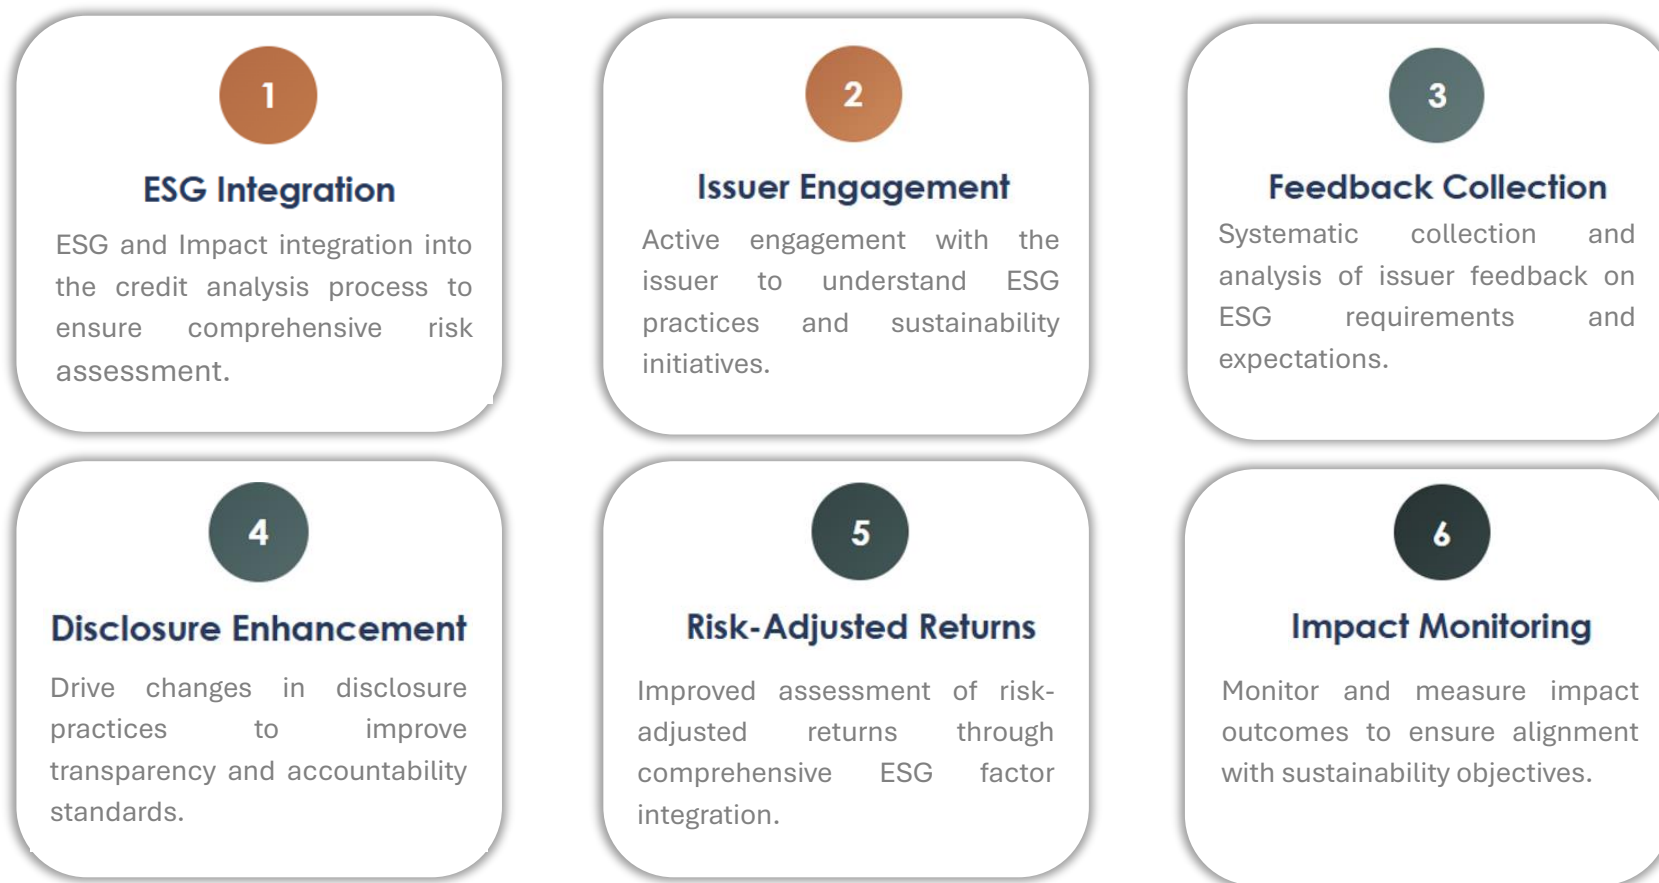 1
ESG Integration
ESG and Impact integration into
the credit analysis process to
ensure comprehensive risk
assessment.
2
Issuer Engagement
Active engagement with the
issuer to understand ESG
practices and sustainability
initiatives.
3
Feedback Collection
Systematic collection and
analysis of issuer feedback on
ESG requirements and
expectations.
4
Disclosure Enhancement
Drive changes in disclosure
practices to improve
transparency and accountability
standards.
5
Risk-Adjusted Returns
Improved assessment of risk-
adjusted returns through
comprehensive ESG factor
integration.
6
Impact Monitoring
Monitor and measure impact
outcomes to ensure alignment
with sustainability objectives.